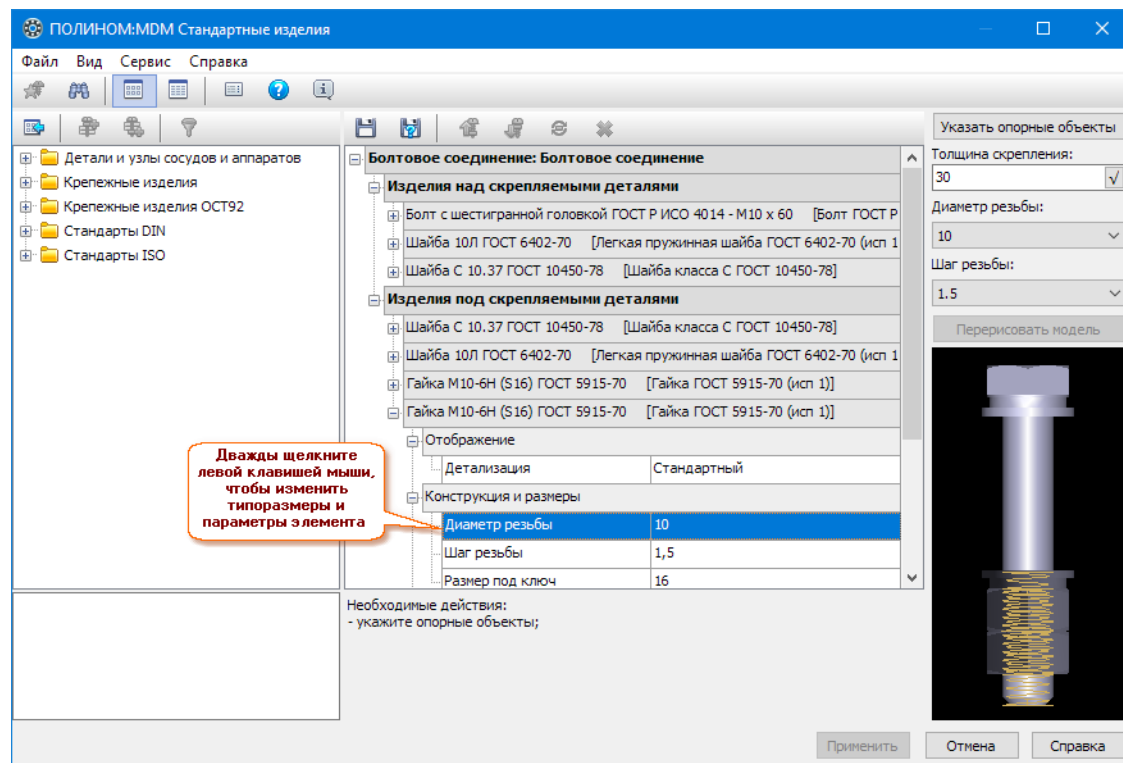 ПОЛИНОМ:MDM Стандартные изделия
Файл Вид Сервис Справка
Детали и узлы сосудов и аппаратов
Крепежные изделия
Крепежные изделия ОСТ92
Стандарты DIN
Стандарты ISO
Болтовое соединение: Болтовое соединение
Изделия над скрепляемыми деталями
Болт с шестигранной головкой ГОСТ Р ИСО 4014 - М10 x 60 [Болт ГОСТ Р
Шайба 10Л ГОСТ 6402-70 [Легкая пружинная шайба ГОСТ 6402-70 (исп 1
Шайба С 10.37 ГОСТ 10450-78 [Шайба класса С ГОСТ 10450-78]
Изделия под скрепляемыми деталями
Шайба С 10.37 ГОСТ 10450-78 [Шайба класса С ГОСТ 10450-78]
Шайба 10Л ГОСТ 6402-70 [Легкая пружинная шайба ГОСТ 6402-70 (исп 1
Гайка М10-6Н (S16) ГОСТ 5915-70 [Гайка ГОСТ 5915-70 (исп 1)]
Гайка М10-6Н (S16) ГОСТ 5915-70 [Гайка ГОСТ 5915-70 (исп 1)]
Отображение
Детализация Стандартный
Конструкция и размеры
Диаметр резьбы 10
Шаг резьбы 1,5
Размер под ключ 16
Дважды щелкните
левой клавишей мыши,
чтобы изменить
типоразмеры и
параметры элемента
Необходимые действия:
- укажите опорные объекты;
Указать опорные объекты
Толщина скрепления:
30 √
Диаметр резьбы:
10
Шаг резьбы:
1.5
Перерисовать модель
Применить Отмена Справка